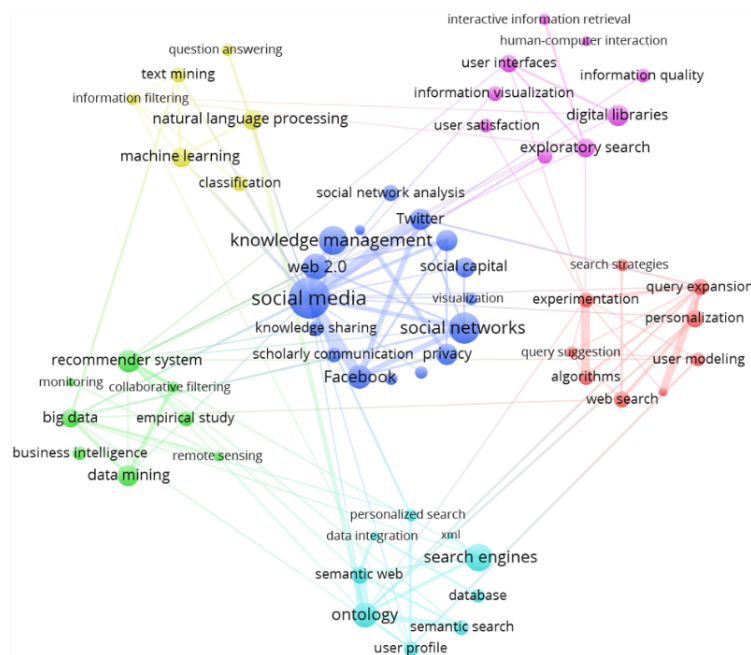 interactive information retrieval
human-computer interaction
user interfaces
information quality
information visualization
digital libraries
user satisfaction
exploratory search
question answering
text mining
information filtering
natural language processing
machine learning
classification
social network analysis
Twitter
knowledge management
web 2.0
social capital
social media
visualization
knowledge sharing
social networks
scholarly communication
privacy
Facebook
search strategies
query expansion
experimentation
personalization
query suggestion
user modeling
algorithms
web search
recommender system
monitoring
collaborative filtering
big data
empirical study
business intelligence
remote sensing
data mining
personalized search
data integration
xml
search engines
semantic web
database
ontology
semantic search
user profile